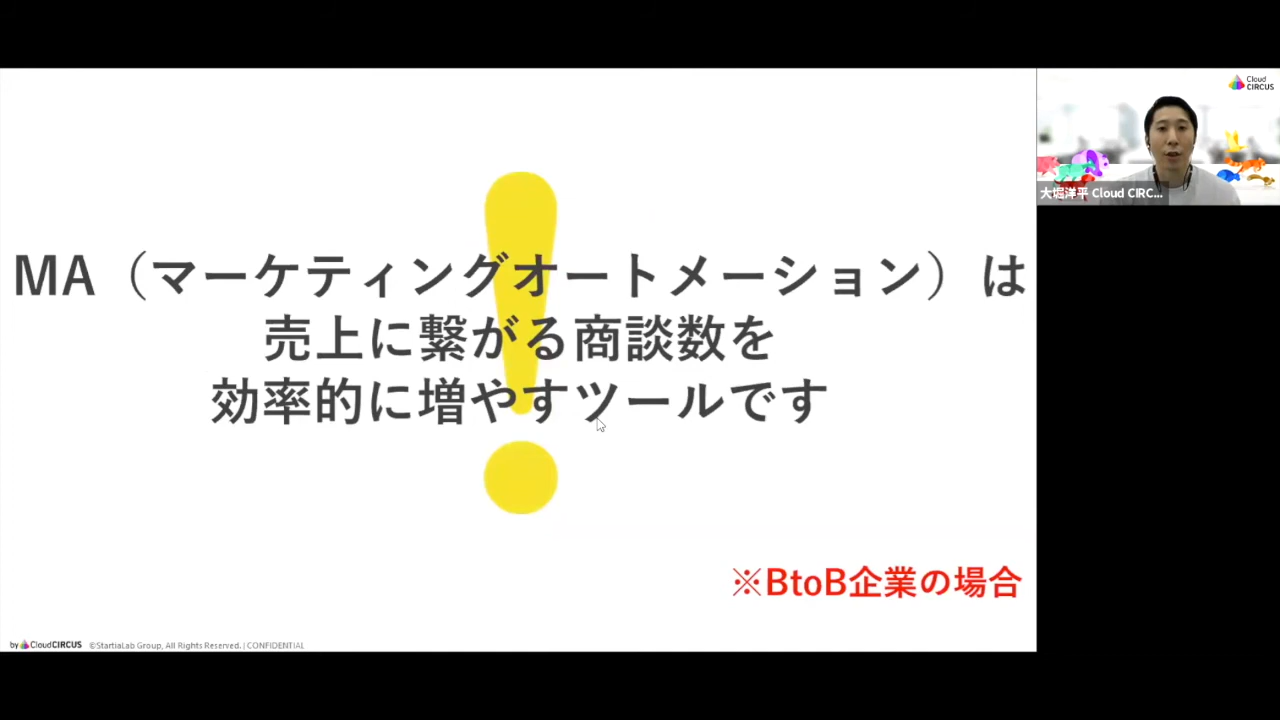 MA（マーケティングオートメーション）は
売上に繋がる商談数を
効率的に増やすツールです
※BtoB企業の場合
by CloudCIRCUS ©StartiaLab Group, All Rights Reserved. | CONFIDENTIAL
Cloud
CIRCUS
大堀洋平 Cloud CIRC...